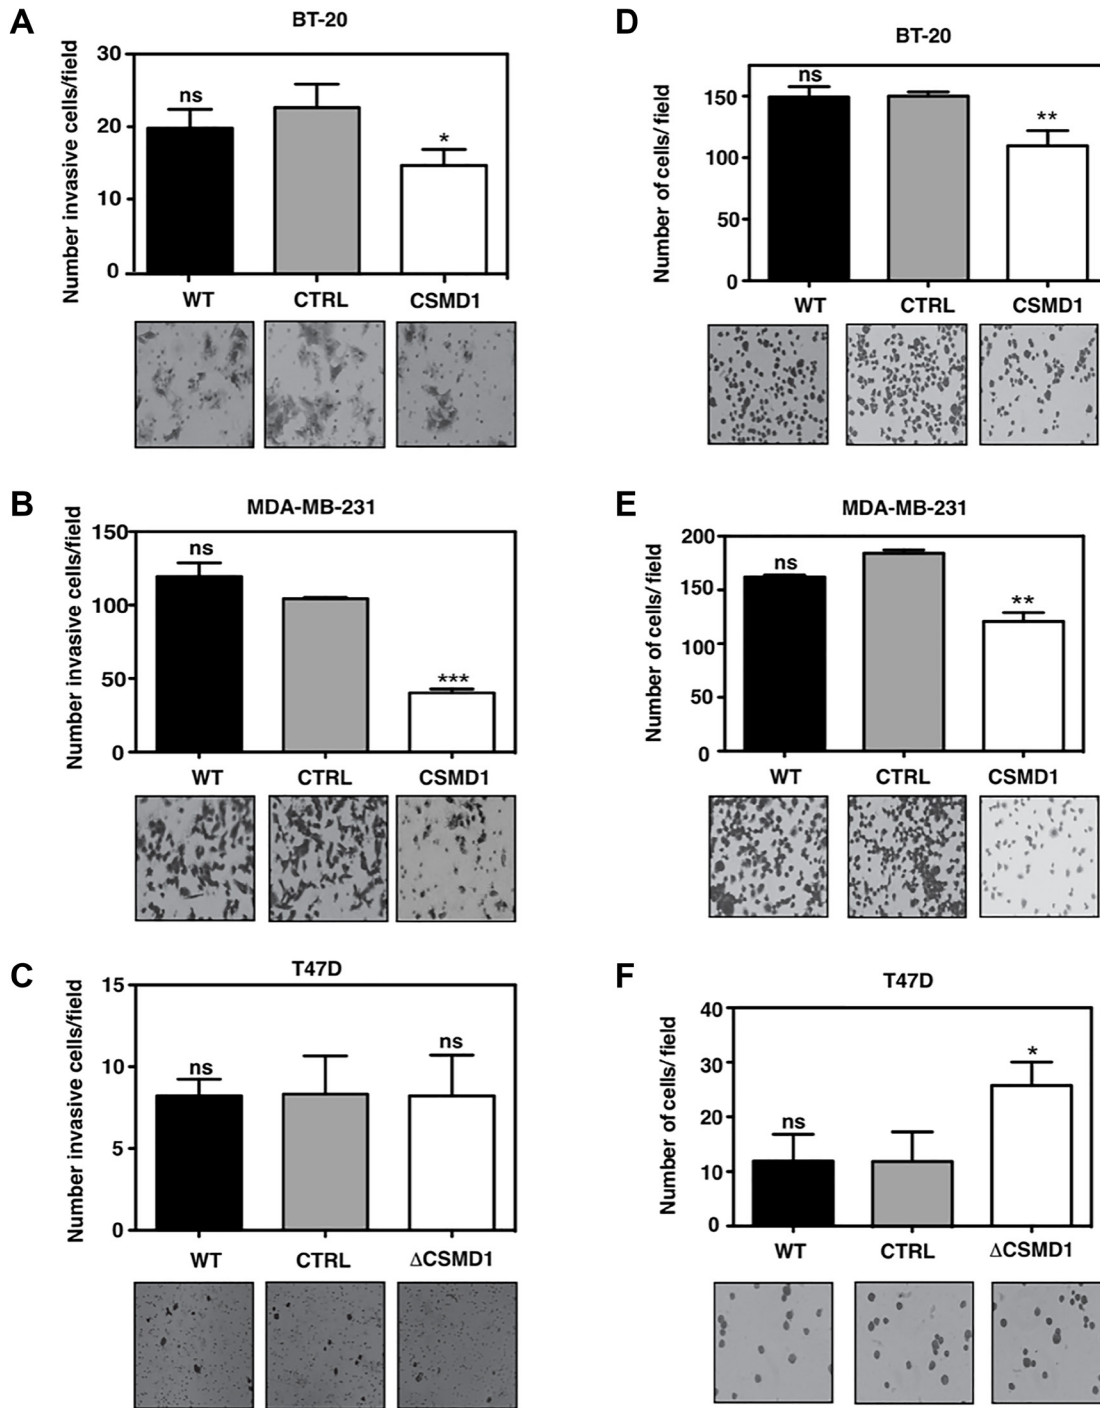 A
BT-20
Number invasive cells/field
30
20
10
0
ns
*
WT CTRL CSMD1
D
BT-20
Number of cells/ field
150
100
50
0
ns
**
WT CTRL CSMD1
B
MDA-MB-231
Number invasive cells/field
150
100
50
0
ns
***
WT CTRL CSMD1
E
MDA-MB-231
Number of cells/ field
200
150
100
50
0
ns
**
WT CTRL CSMD1
C
T47D
Number invasive cells/field
15
10
5
0
ns
ns
WT CTRL ΔCSMD1
F
T47D
Number of cells/ field
40
30
20
10
0
ns
*
WT CTRL ΔCSMD1